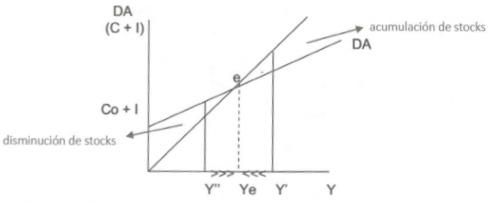 DA
(C + I)
acumulación de stocks
DA
e
Co + I
disminución de stocks
>>>> <<<<
Y" Ye Y' Y